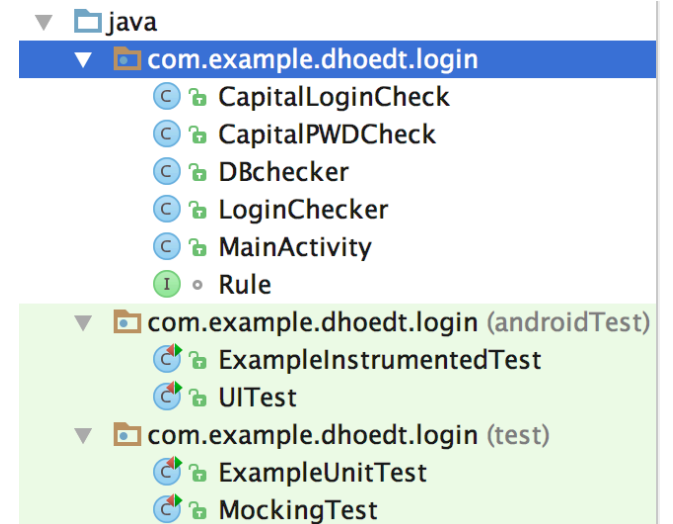 java
com.example.dhoedt.login
CapitalLoginCheck
CapitalPWDCheck
DBchecker
LoginChecker
MainActivity
Rule
com.example.dhoedt.login (androidTest)
ExampleInstrumentedTest
UITest
com.example.dhoedt.login (test)
ExampleUnitTest
MockingTest